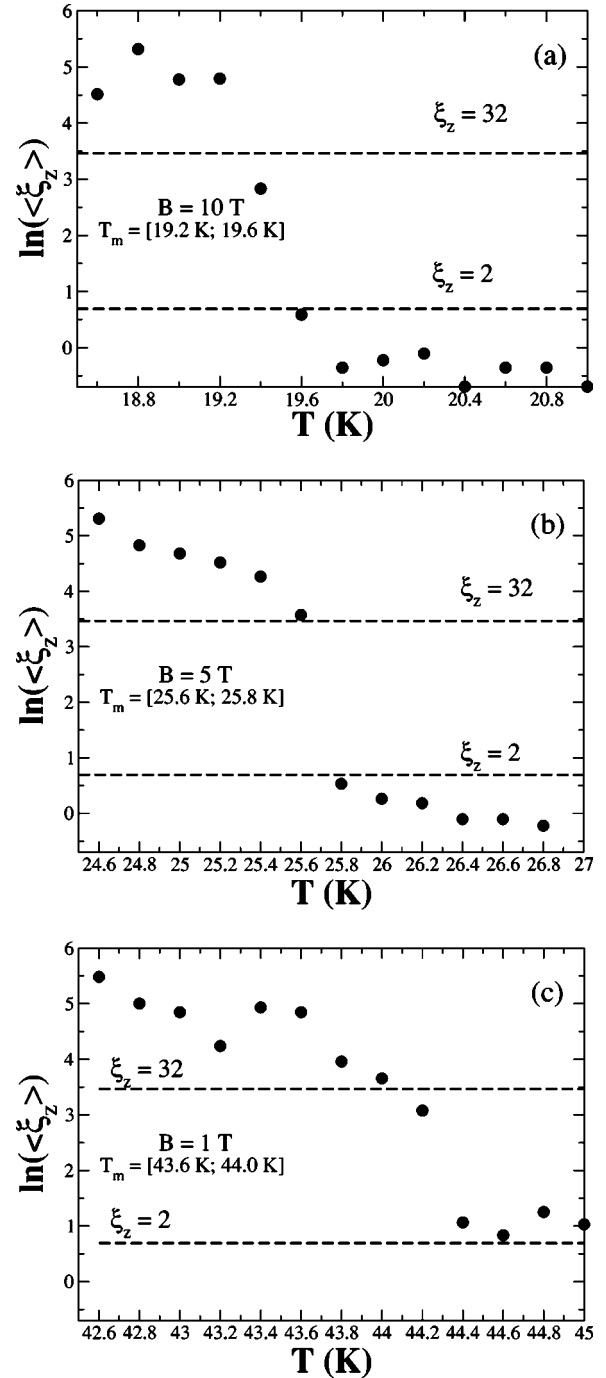 6
5
4
3
2
1
0
ln(<ξz>)
(a)
ξz = 32
B = 10 T
Tm = [19.2 K; 19.6 K]
ξz = 2
18.8 19.2 19.6 20 20.4 20.8
T (K)
6
5
4
3
2
1
0
ln(<ξz>)
(b)
ξz = 32
B = 5 T
Tm = [25.6 K; 25.8 K]
ξz = 2
24.6 24.8 25 25.2 25.4 25.6 25.8 26 26.2 26.4 26.6 26.8 27
T (K)
6
5
4
3
2
1
0
ln(<ξz>)
(c)
ξz = 32
B = 1 T
Tm = [43.6 K; 44.0 K]
ξz = 2
42.6 42.8 43 43.2 43.4 43.6 43.8 44 44.2 44.4 44.6 44.8 45
T (K)